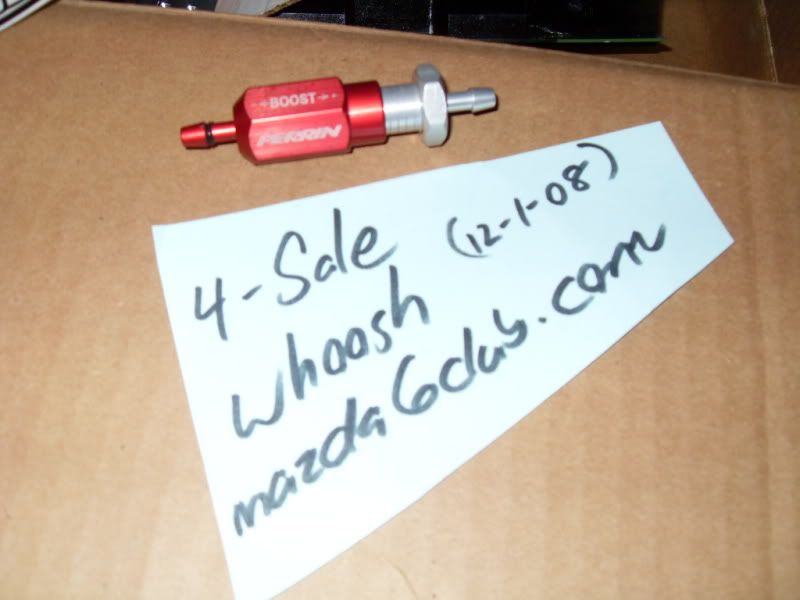 ←+BOOST→+
PERRIN
4-Sale (12-1-08)
whoosh
mazda6club.com